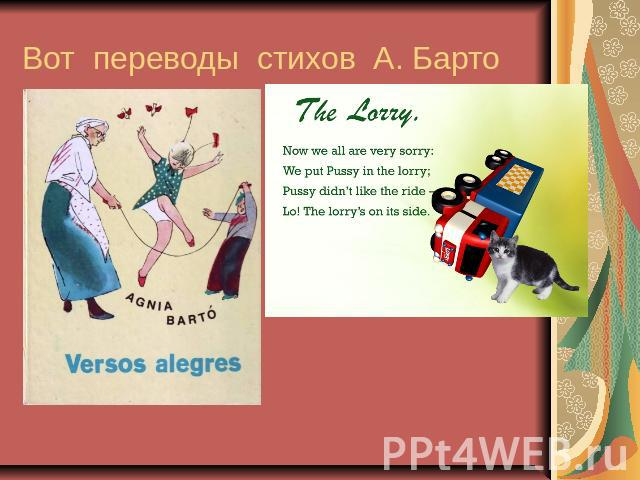 Вот переводы стихов А. Барто
AGNIA
BARTÓ
Versos alegres
The Lorry.
Now we all are very sorry:
We put Pussy in the lorry;
Pussy didn't like the ride –
Lo! The lorry's on its side.
PPt4WEB.ru